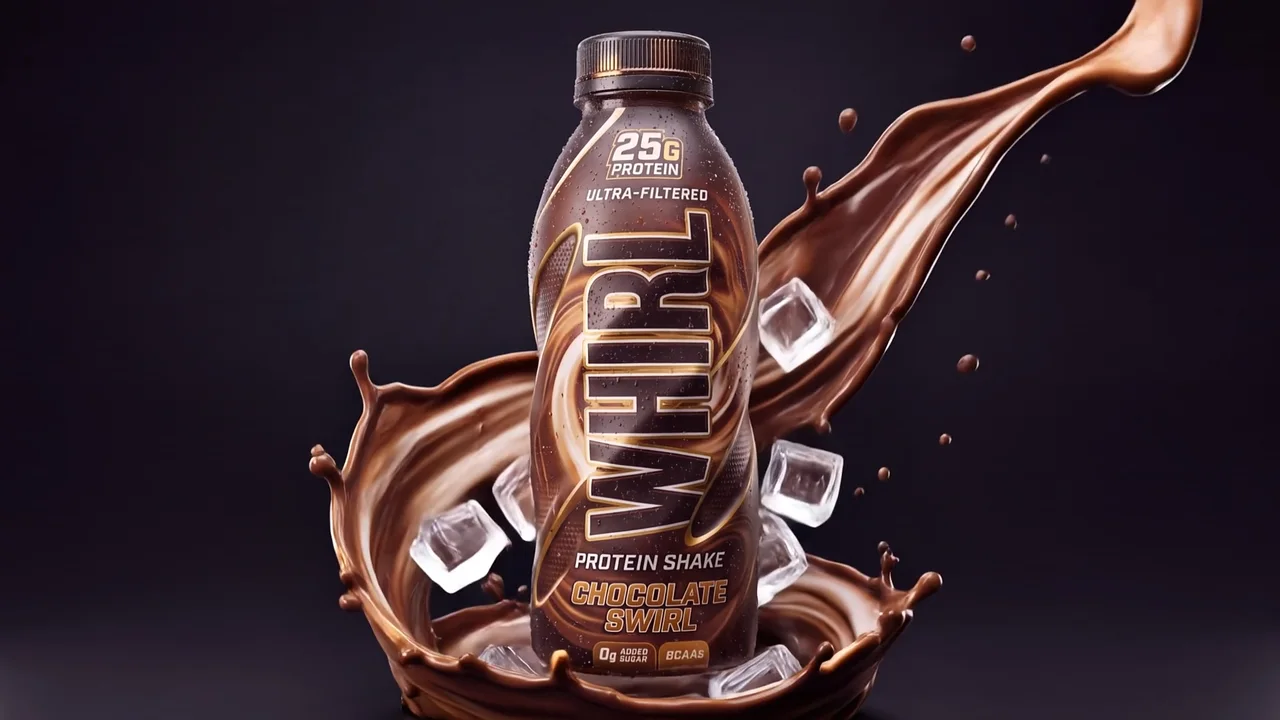 25G
PROTEIN
ULTRA-FILTERED
WHIRL
PROTEIN SHAKE
CHOCOLATE
SWIRL
0g ADDED SUGAR
BCAAS